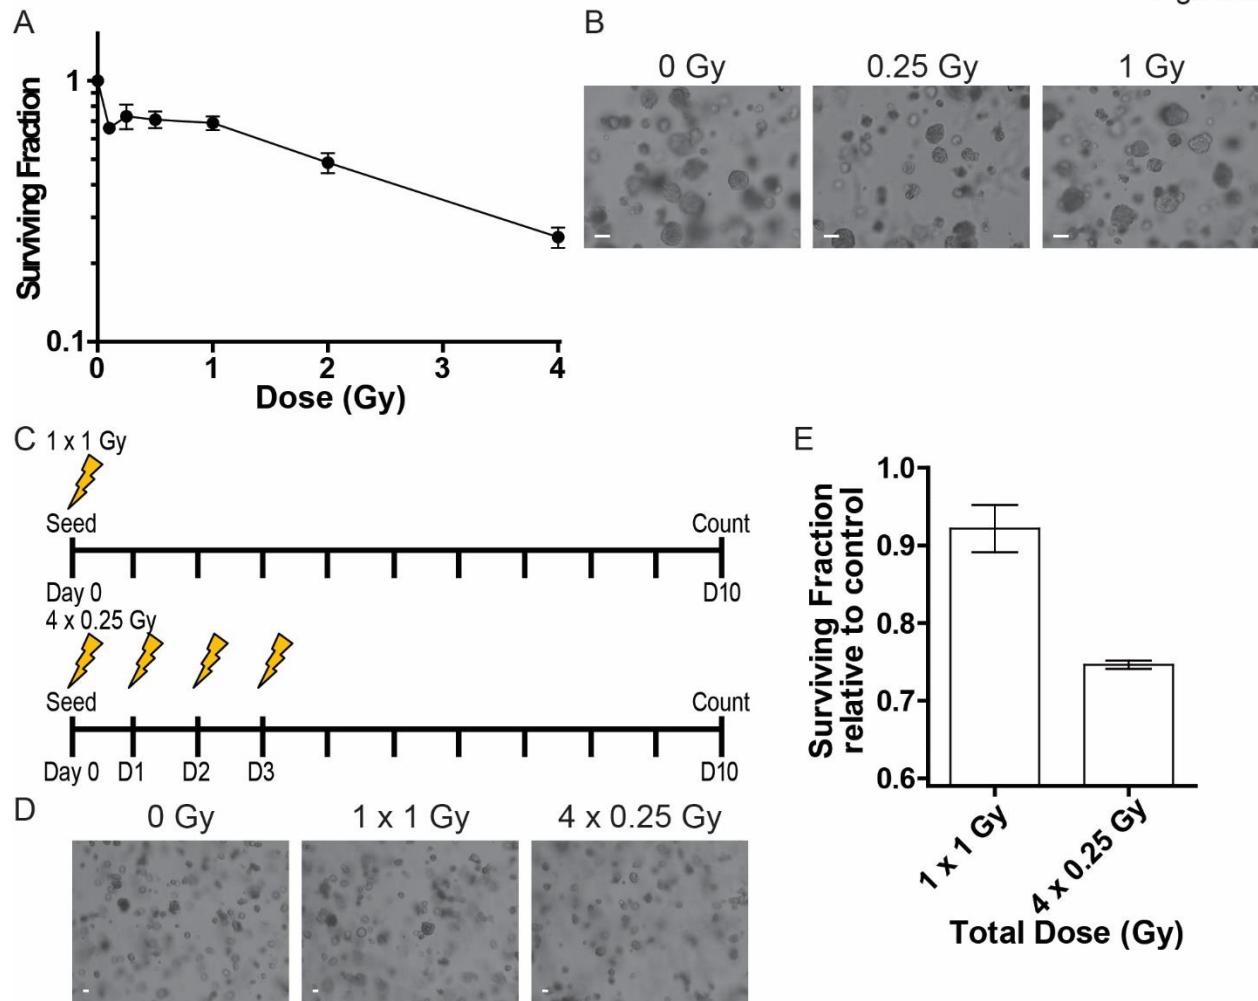 A
B
0 Gy
0.25 Gy
1 Gy
Surviving Fraction
1
0.1
0 1 2 3 4
Dose (Gy)
C
1 x 1 Gy
Seed
Count
Day 0
D10
4 x 0.25 Gy
Seed
Count
Day 0 D1 D2 D3
D10
D
0 Gy
1 x 1 Gy
4 x 0.25 Gy
E
Surviving Fraction
relative to control
1.0
0.9
0.8
0.7
0.6
1 x 1 Gy
4 x 0.25 Gy
Total Dose (Gy)